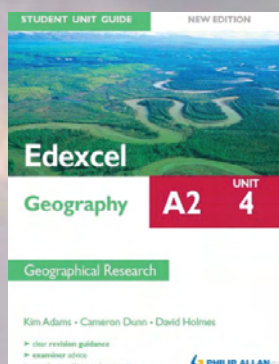 STUDENT UNIT GUIDE NEW EDITION
Edexcel
Geography A2 UNIT 4
Geographical Research
Kim Adams • Cameron Dunn • David Holmes
clear revision guidance
examiner advice
PHILIP ALLAN